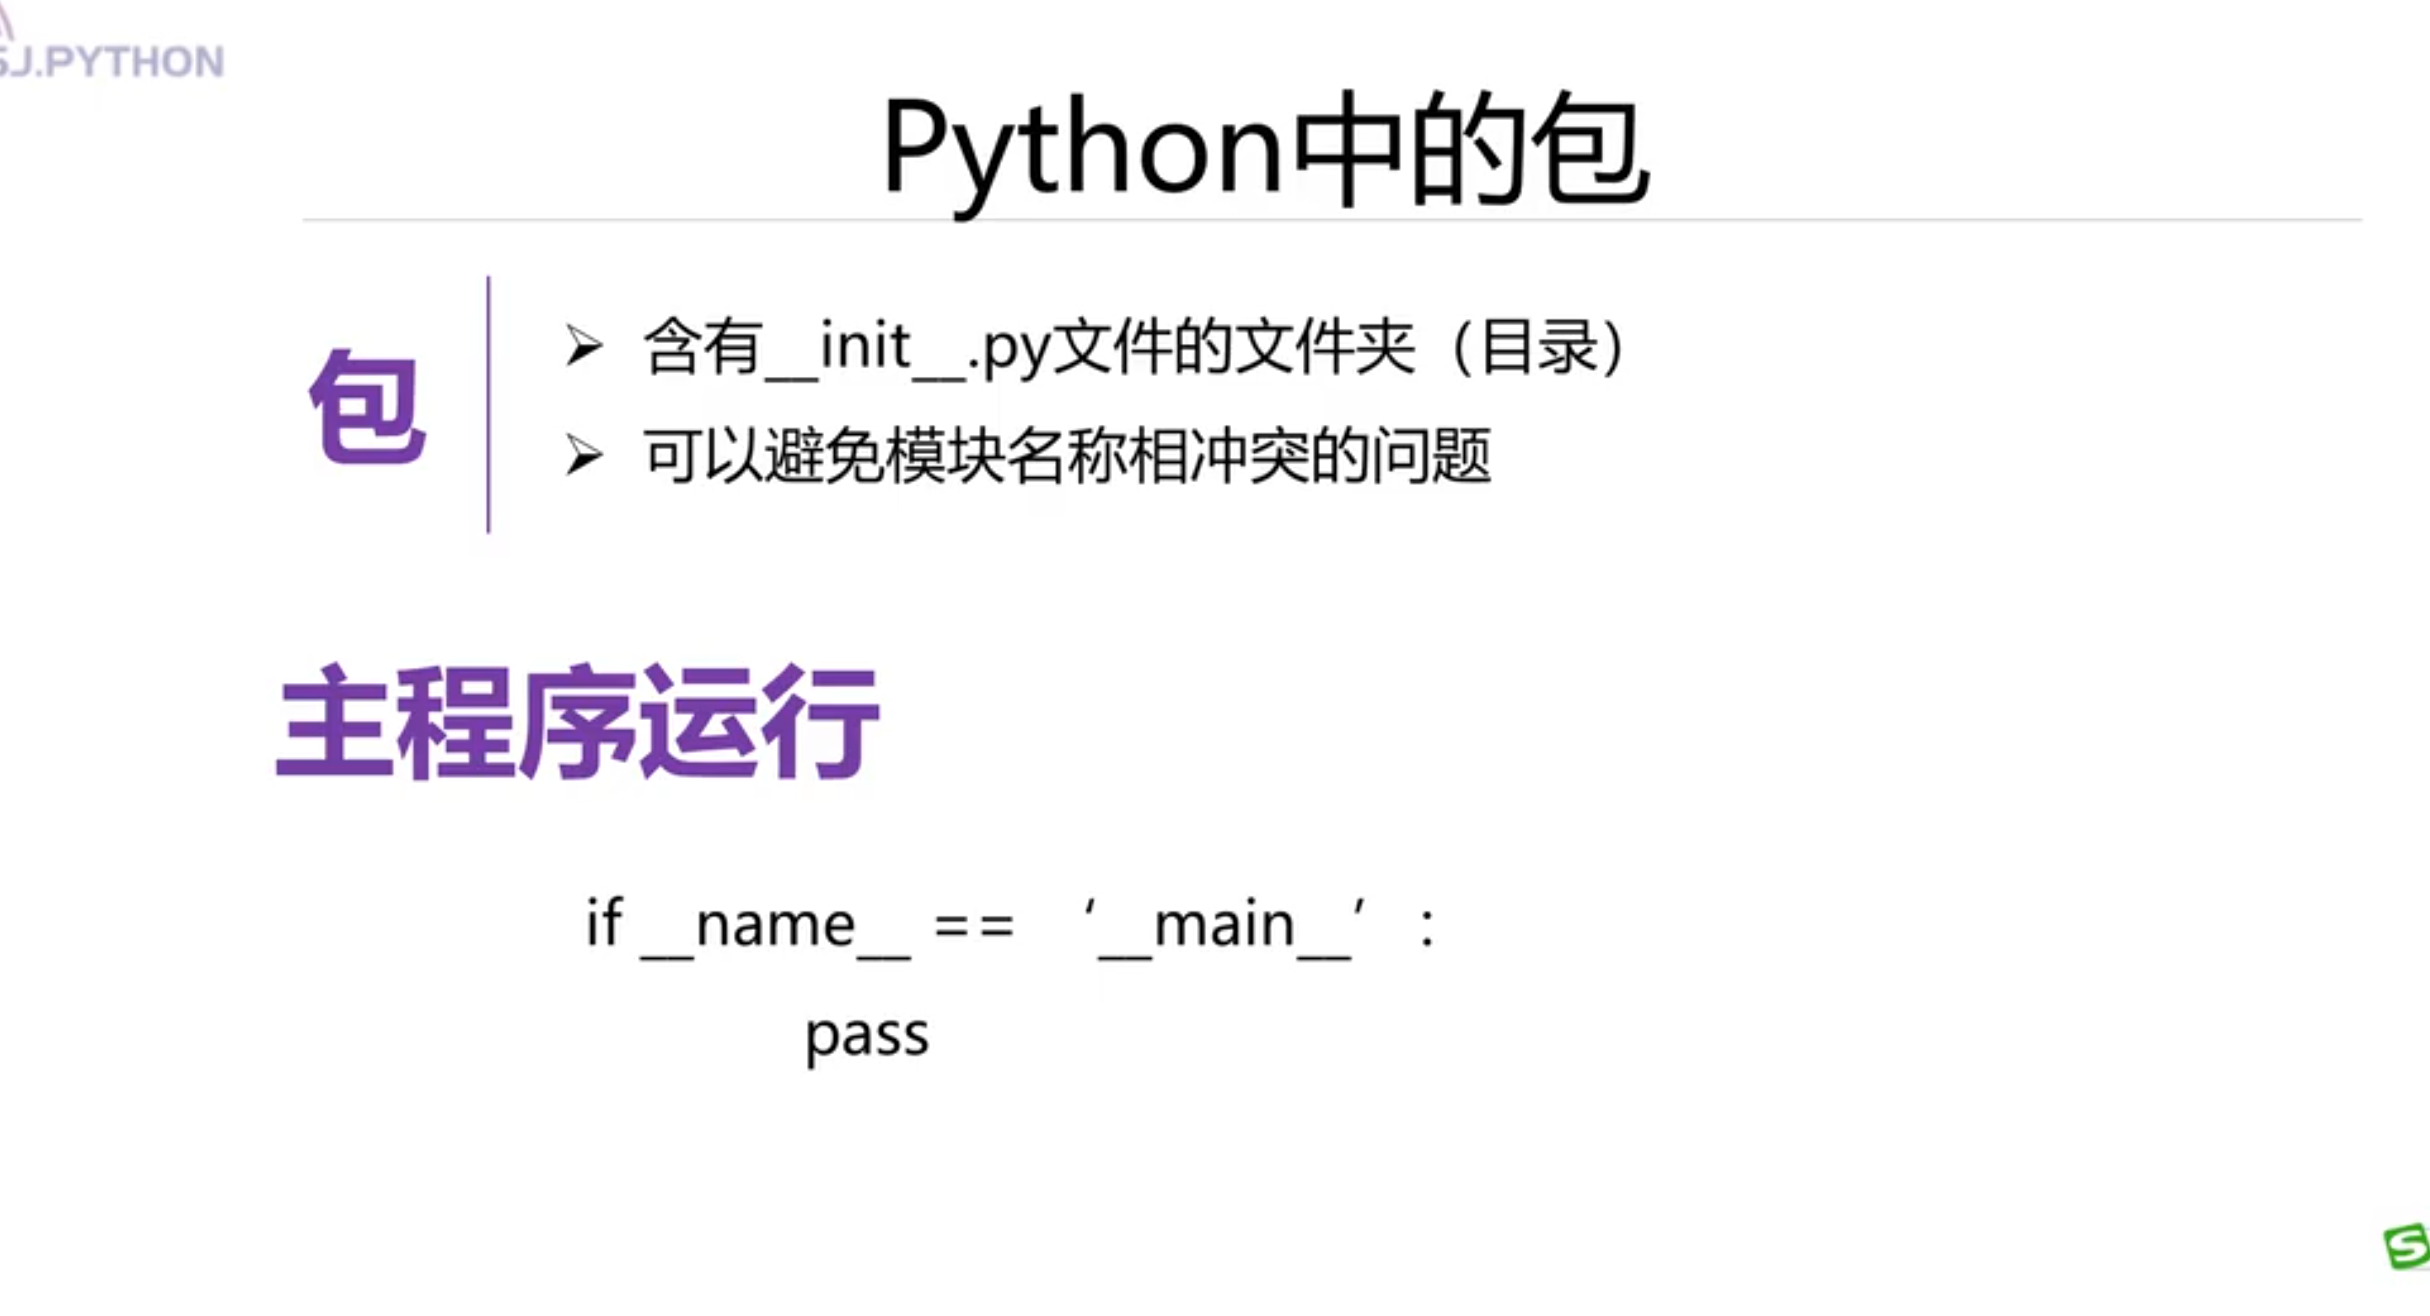 SJ.PYTHON
Python中的包
包
含有__init__.py文件的文件夹（目录）
可以避免模块名称相冲突的问题
主程序运行
if __name__ == ‘__main__’ :
pass
S